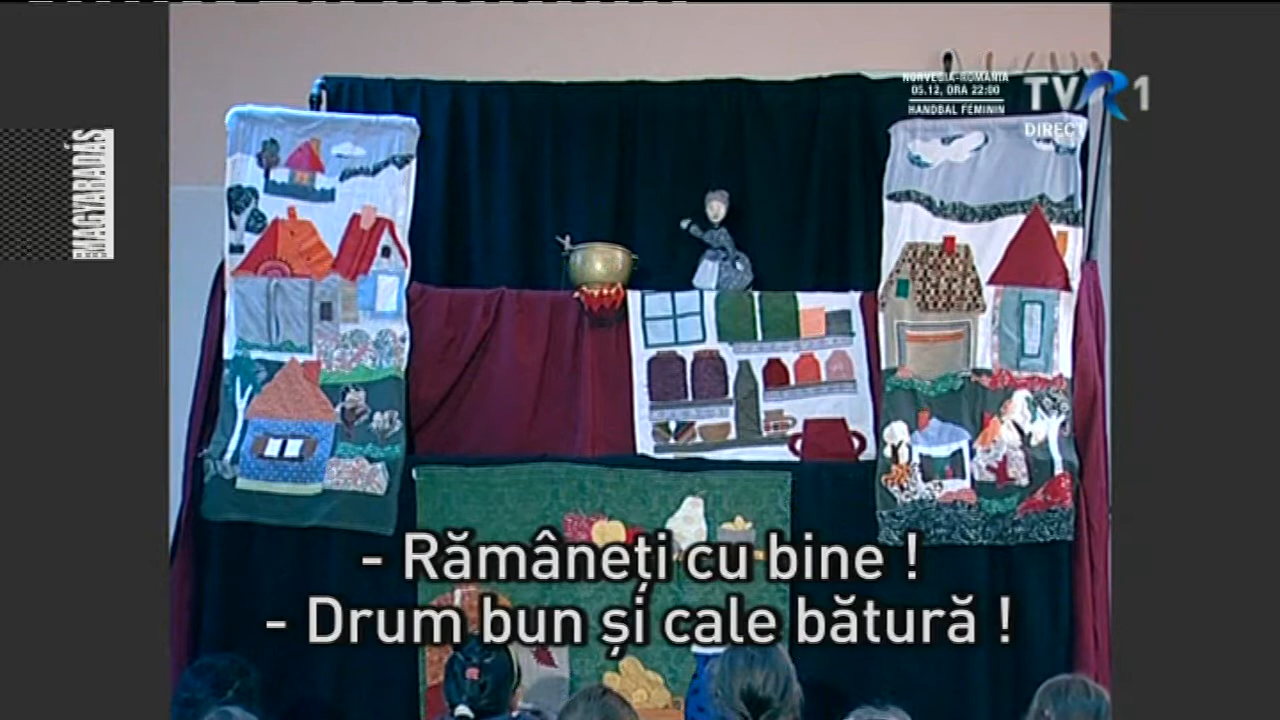 NORVEGIA-ROMÂNIA
05.12, ORA 22:00
HANDBAL FEMININ
TVR1
DIRECT
MAGYARADÁS
- Rămâneți cu bine !
- Drum bun și cale bătură !